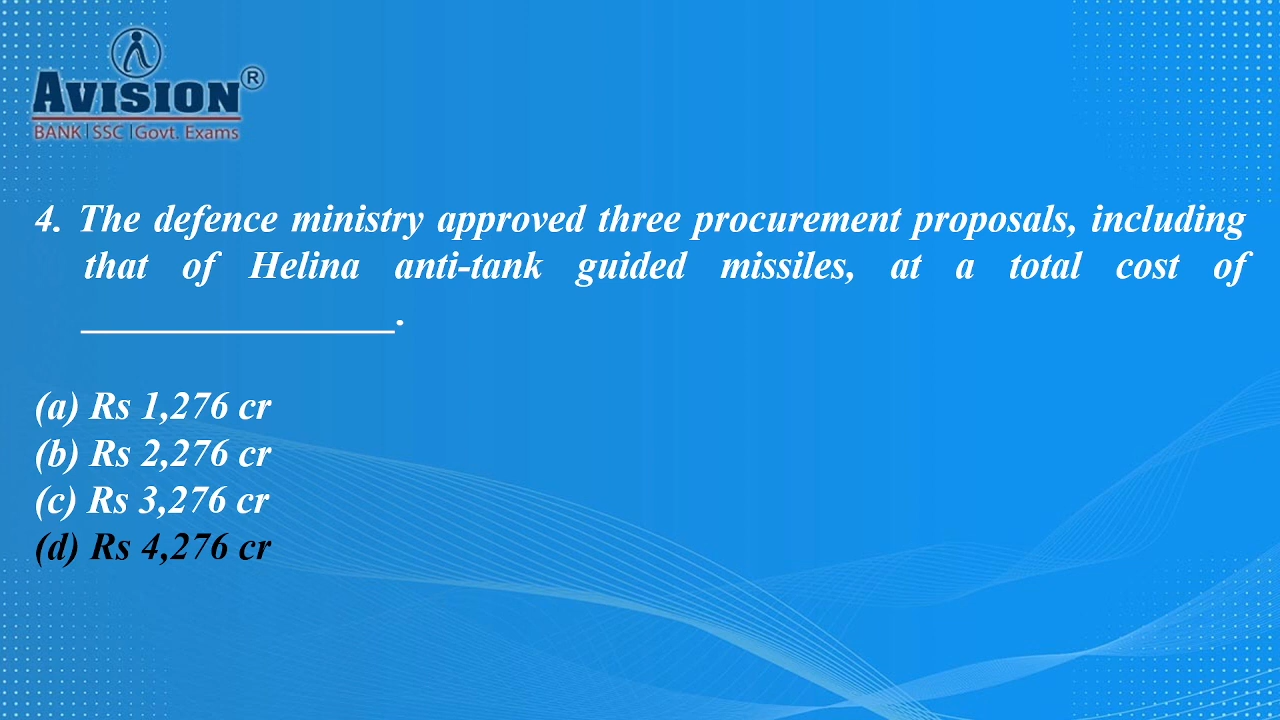 AVISION®
BANK|SSC |Govt. Exams
4. The defence ministry approved three procurement proposals, including
that of Helina anti-tank guided missiles, at a total cost of
_________________.
(a) Rs 1,276 cr
(b) Rs 2,276 cr
(c) Rs 3,276 cr
(d) Rs 4,276 cr